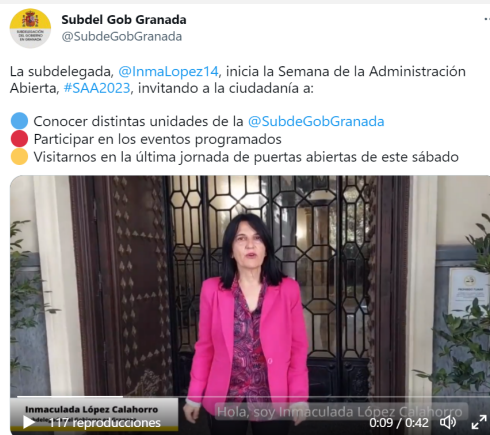 Subdel Gob Granada
@SubdeGobGranada
La subdelegada, @InmaLopez14, inicia la Semana de la Administración
Abierta, #SAA2023, invitando a la ciudadanía a:
Conocer distintas unidades de la @SubdeGobGranada
Participar en los eventos programados
Visitarnos en la última jornada de puertas abiertas de este sábado
Inmaculada López Calahorro
Hola, soy Inmaculada López Calahorro
117 reproducciones
0:09 / 0:42